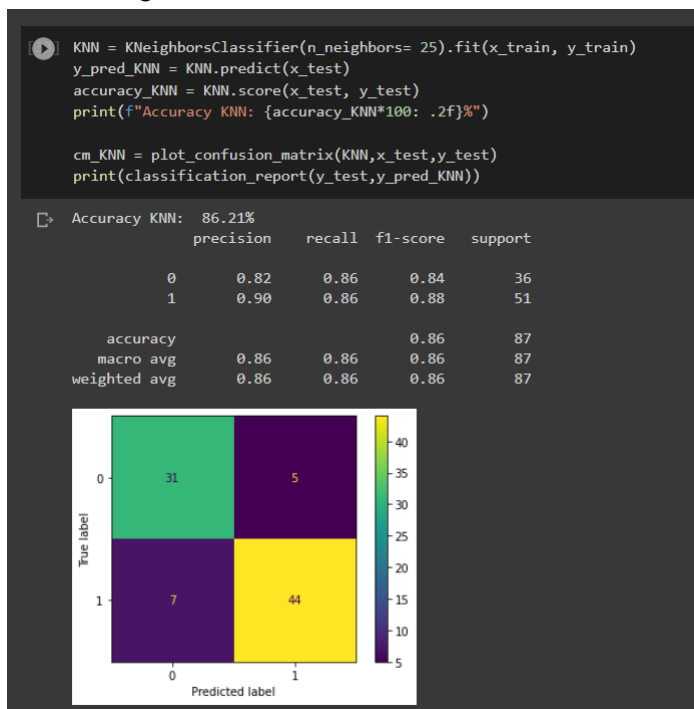 KNN = KNeighborsClassifier(n_neighbors= 25).fit(x_train, y_train)
y_pred_KNN = KNN.predict(x_test)
accuracy_KNN = KNN.score(x_test, y_test)
print(f"Accuracy KNN: {accuracy_KNN*100: .2f}%")
cm_KNN = plot_confusion_matrix(KNN,x_test,y_test)
print(classification_report(y_test,y_pred_KNN))
Accuracy KNN:  86.21%
precision recall f1-score support
0 0.82 0.86 0.84 36
1 0.90 0.86 0.88 51
accuracy 0.86 87
macro avg 0.86 0.86 0.86 87
weighted avg 0.86 0.86 0.86 87
40
0 31 5 35
30
True label
25
20
1 7 44 15
10
5
0 1
Predicted label